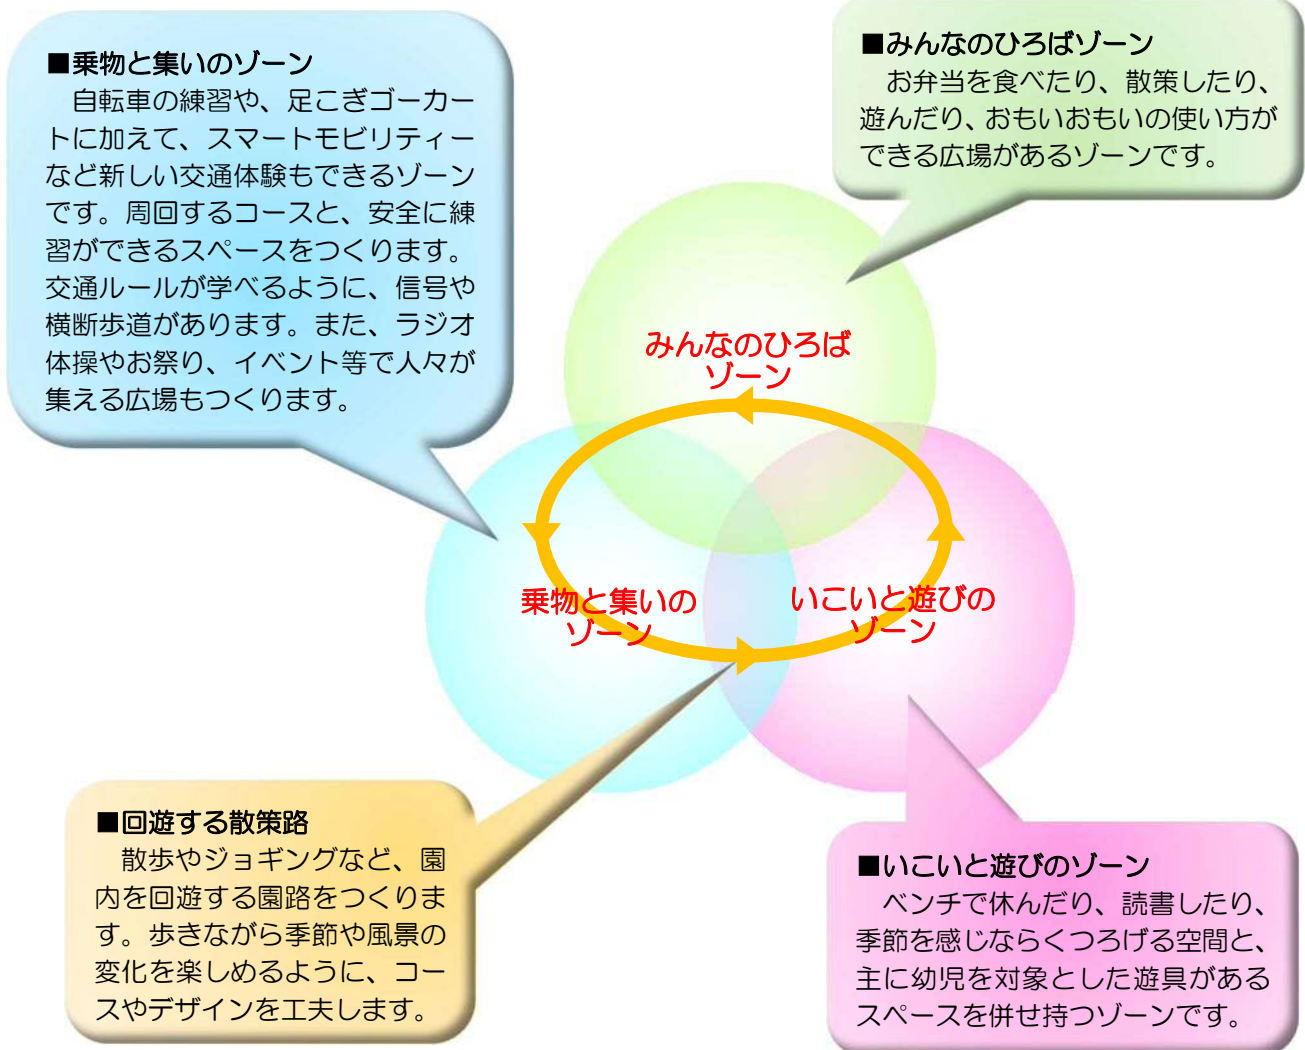 ■乗物と集いのゾーン
自転車の練習や、足こぎゴーカー
トに加えて、スマートモビリティー
など新しい交通体験もできるゾーン
です。周回するコースと、安全に練
習ができるスペースをつくります。
交通ルールが学べるように、信号や
横断歩道があります。また、ラジオ
体操やお祭り、イベント等で人々が
集える広場もつくります。
■みんなのひろばゾーン
お弁当を食べたり、散策したり、
遊んだり、おもいおもいの使い方が
できる広場があるゾーンです。
みんなのひろば
ゾーン
乗物と集いの
ゾーン
いこいと遊びの
ゾーン
■回遊する散策路
散歩やジョギングなど、園
内を回遊する園路をつくりま
す。歩きながら季節や風景の
変化を楽しめるように、コー
スやデザインを工夫します。
■いこいと遊びのゾーン
ベンチで休んだり、読書したり、
季節を感じならくつろげる空間と、
主に幼児を対象とした遊具がある
スペースを併せ持つゾーンです。